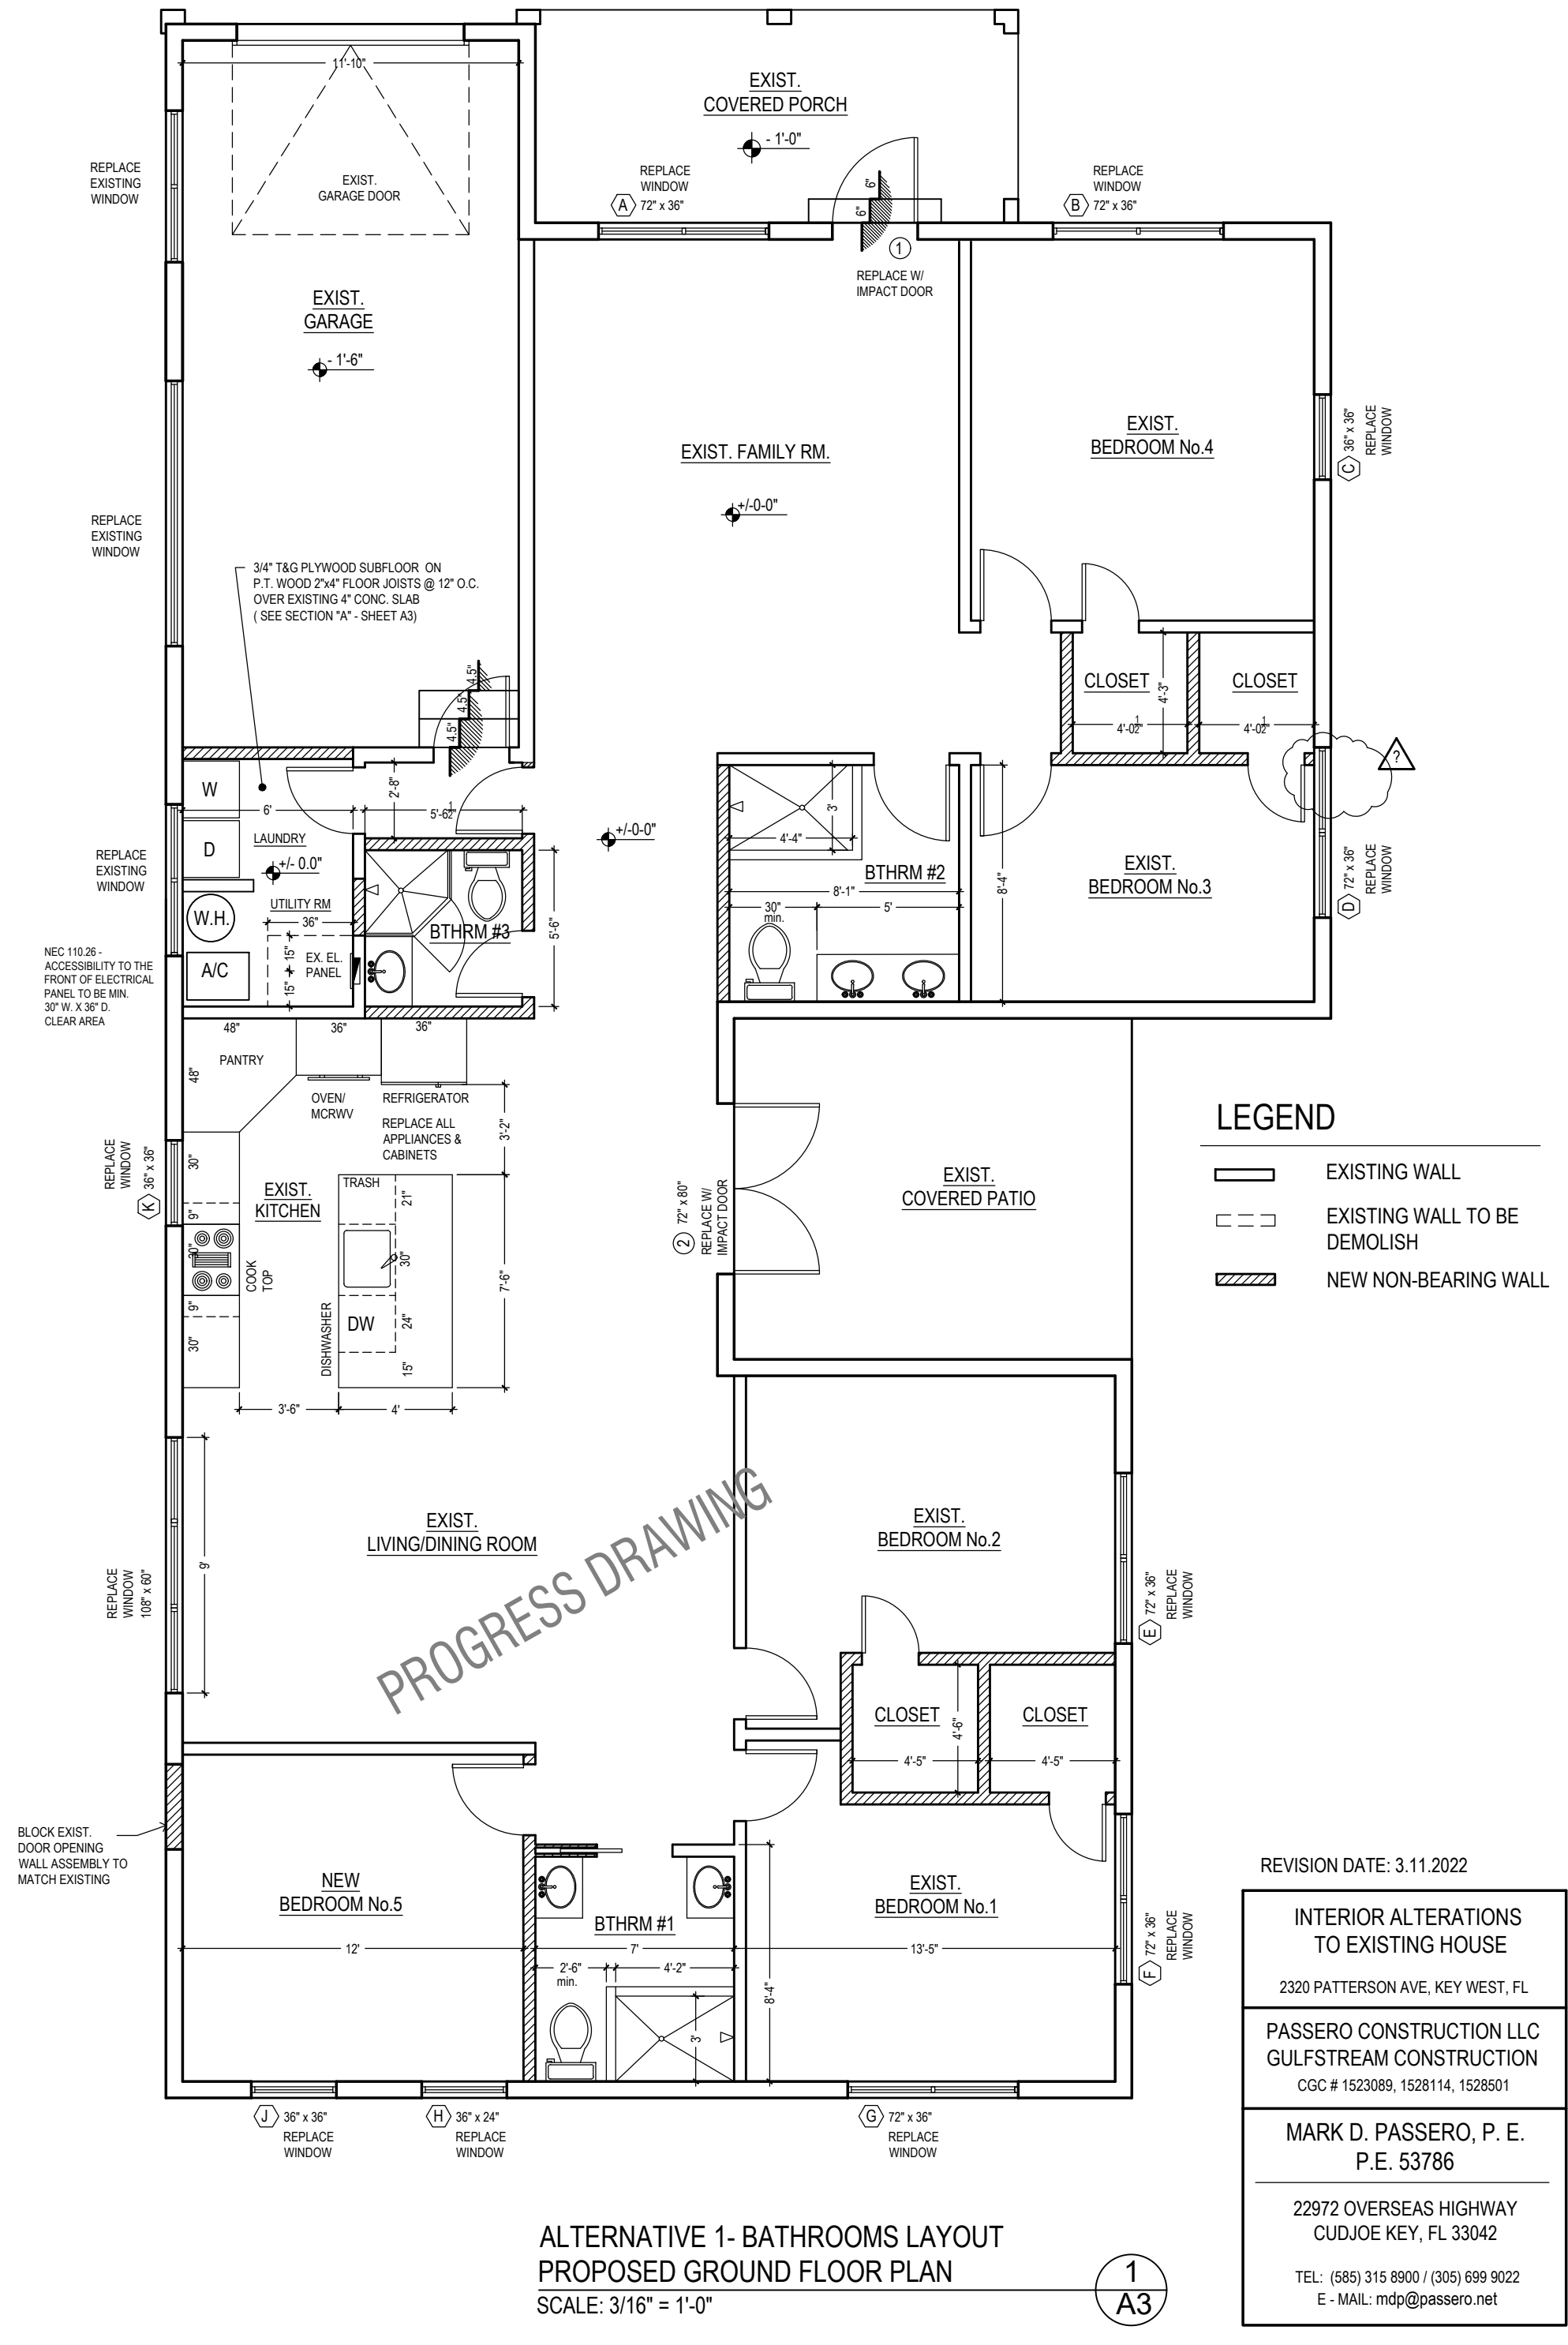 11'-10"
EXIST.
COVERED PORCH
- 1'-0"
REPLACE
EXISTING
WINDOW
EXIST.
GARAGE DOOR
REPLACE
WINDOW
A 72" x 36"
6"
6"
REPLACE
WINDOW
B 72" x 36"
1
REPLACE W/
IMPACT DOOR
EXIST.
GARAGE
- 1'-6"
EXIST.
BEDROOM No.4
C 36" x 36"
REPLACE
WINDOW
EXIST. FAMILY RM.
+/-0-0"
REPLACE
EXISTING
WINDOW
3/4" T&G PLYWOOD SUBFLOOR ON
P.T. WOOD 2"x4" FLOOR JOISTS @ 12" O.C.
OVER EXISTING 4" CONC. SLAB
( SEE SECTION "A" - SHEET A3)
4.5"
4.5"
4.5"
CLOSET
4'-3"
CLOSET
4'-0 1/2"
4'-0 1/2"
?
W
6'
2'-8"
5'-6 1/2"
D
LAUNDRY
+/- 0.0"
+/-0-0"
REPLACE
EXISTING
WINDOW
3'
4'-4"
BTHRM #2
8'-1"
8'-4"
30"
min.
5'
EXIST.
BEDROOM No.3
D 72" x 36"
REPLACE
WINDOW
UTILITY RM
W.H.
36"
BTHRM #3
5'-6"
15"
15"
EX. EL.
PANEL
A/C
NEC 110.26 -
ACCESSIBILITY TO THE
FRONT OF ELECTRICAL
PANEL TO BE MIN.
30" W. X 36" D.
CLEAR AREA
48"
36"
36"
PANTRY
48"
OVEN/
MCRWV
REFRIGERATOR
REPLACE ALL
APPLIANCES &
CABINETS
3'-2"
REPLACE
WINDOW
K 36" x 36"
30"
9"
30"
9"
30"
EXIST.
KITCHEN
COOK
TOP
TRASH
21"
30"
24"
15"
DW
DISHWASHER
7'-6"
3'-6"
4'
2 72" x 80"
REPLACE W/
IMPACT DOOR
EXIST.
COVERED PATIO
LEGEND
EXISTING WALL
EXISTING WALL TO BE
DEMOLISH
NEW NON-BEARING WALL
REPLACE
WINDOW
108" x 60"
9'
EXIST.
LIVING/DINING ROOM
PROGRESS DRAWING
EXIST.
BEDROOM No.2
E 72" x 36"
REPLACE
WINDOW
CLOSET
4'-6"
CLOSET
4'-5"
4'-5"
BLOCK EXIST.
DOOR OPENING
WALL ASSEMBLY TO
MATCH EXISTING
NEW
BEDROOM No.5
12'
BTHRM #1
7'
2'-6"
min.
4'-2"
3'
8'-4"
EXIST.
BEDROOM No.1
13'-5"
F 72" x 36"
REPLACE
WINDOW
J 36" x 36"
REPLACE
WINDOW
H 36" x 24"
REPLACE
WINDOW
G 72" x 36"
REPLACE
WINDOW
REVISION DATE: 3.11.2022
INTERIOR ALTERATIONS
TO EXISTING HOUSE
2320 PATTERSON AVE, KEY WEST, FL
PASSERO CONSTRUCTION LLC
GULFSTREAM CONSTRUCTION
CGC # 1523089, 1528114, 1528501
MARK D. PASSERO, P. E.
P.E. 53786
22972 OVERSEAS HIGHWAY
CUDJOE KEY, FL 33042
TEL: (585) 315 8900 / (305) 699 9022
E - MAIL: mdp@passero.net
ALTERNATIVE 1- BATHROOMS LAYOUT
PROPOSED GROUND FLOOR PLAN
SCALE: 3/16" = 1'-0"
1
A3